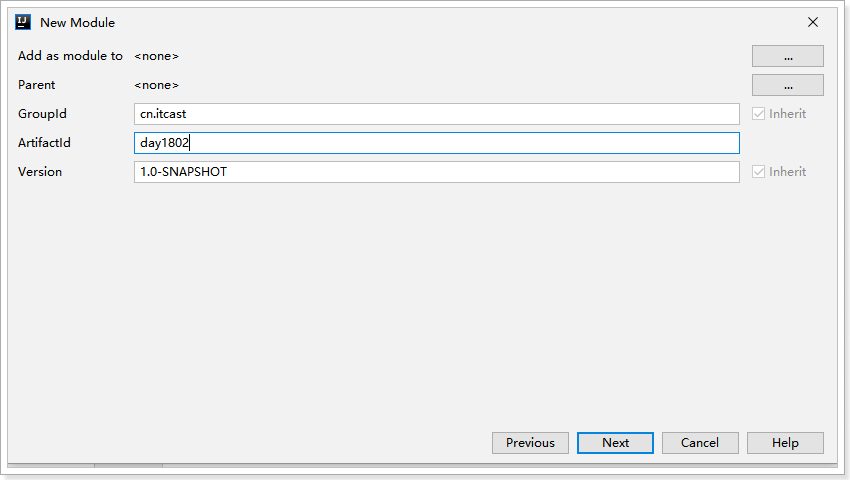 New Module
Add as module to <none> ...
Parent <none> ...
GroupId cn.itcast Inherit
ArtifactId day1802
Version 1.0-SNAPSHOT Inherit
Previous Next Cancel Help